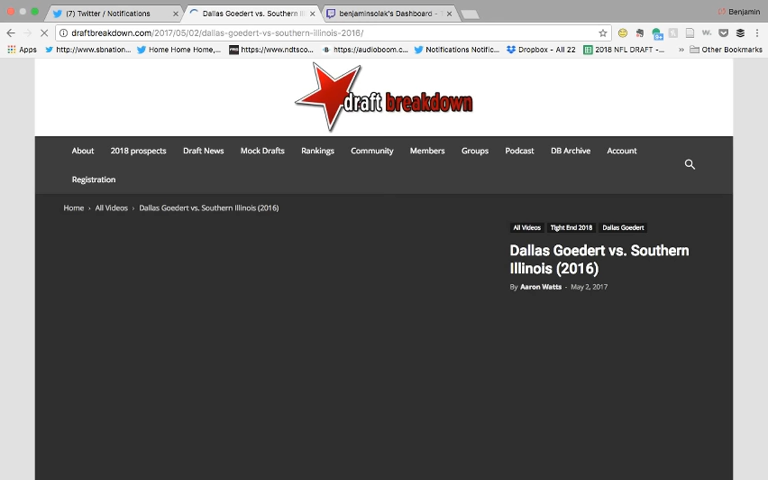 (7) Twitter / Notifications
Dallas Goedert vs. Southern Il
benjaminsolak's Dashboard - T
Benjamin
draftbreakdown.com/2017/05/02/dallas-goedert-vs-southern-illinois-2016/
Apps
http://www.sbnation...
Home Home Home,...
https://www.ndtsco...
https://audioboom.c...
Notifications Notific...
Dropbox - All 22
2018 NFL DRAFT -...
Other Bookmarks
draft breakdown
About
2018 prospects
Draft News
Mock Drafts
Rankings
Community
Members
Groups
Podcast
DB Archive
Account
Registration
Home › All Videos › Dallas Goedert vs. Southern Illinois (2016)
All Videos
Tight End 2018
Dallas Goedert
Dallas Goedert vs. Southern
Illinois (2016)
By Aaron Watts - May 2, 2017